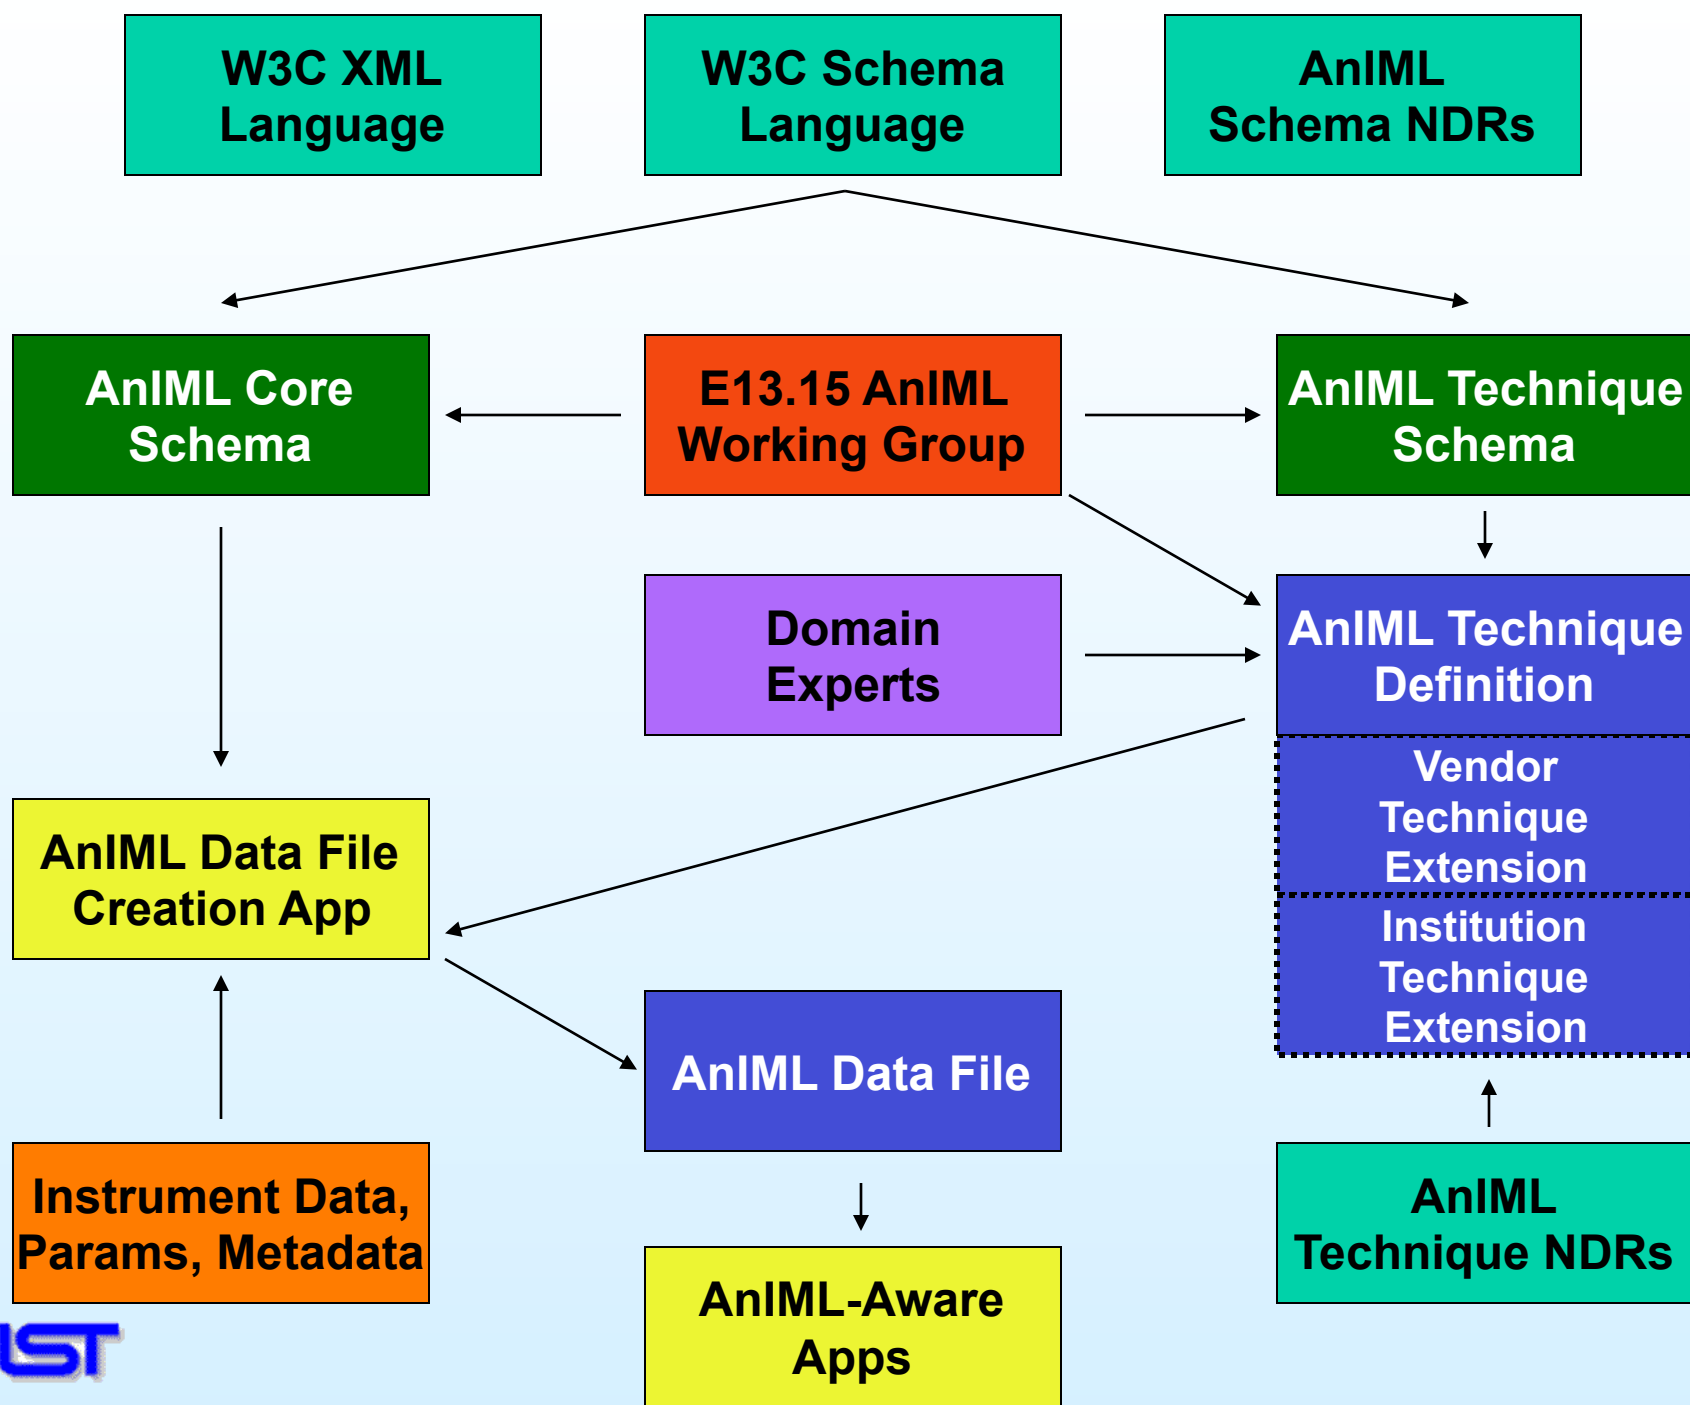 W3C XML
Language
W3C Schema
Language
AnIML
Schema NDRs
AnIML Core
Schema
E13.15 AnIML
Working Group
AnIML Technique
Schema
Domain
Experts
AnIML Technique
Definition
Vendor
Technique
Extension
Institution
Technique
Extension
AnIML Data File
Creation App
AnIML Data File
Instrument Data,
Params, Metadata
AnIML-Aware
Apps
AnIML
Technique NDRs